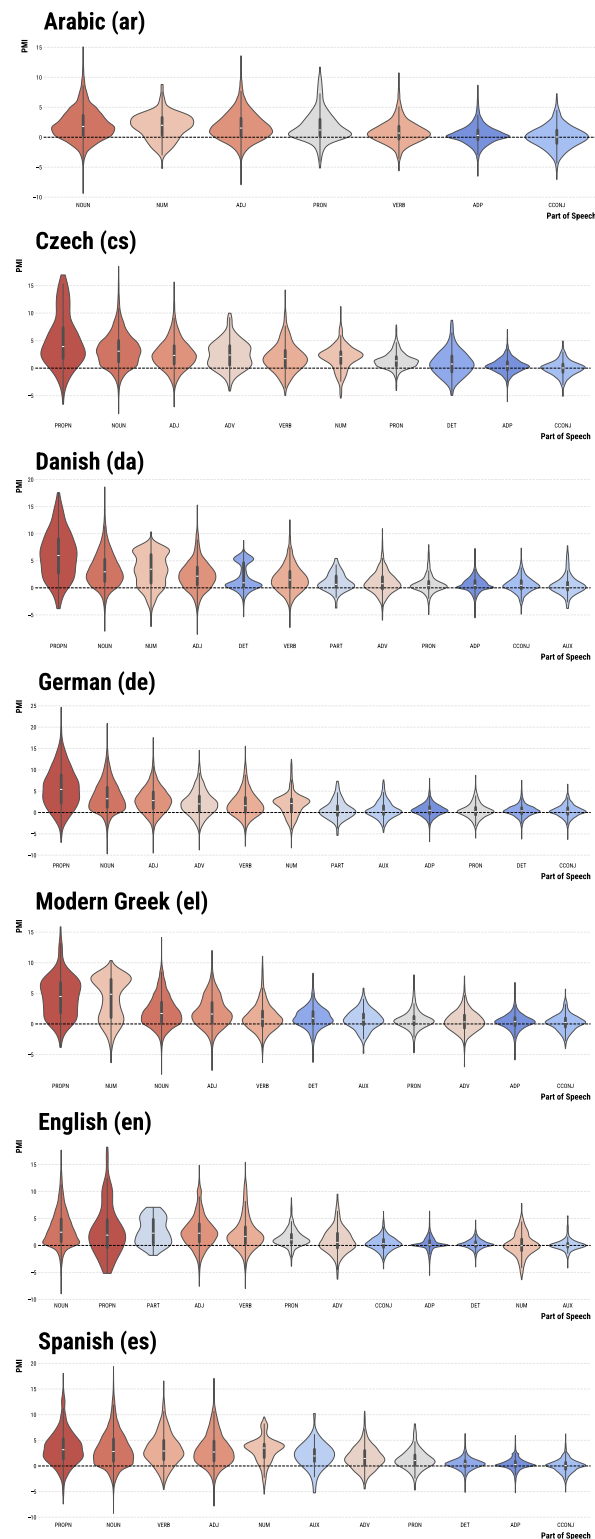 Arabic (ar)
PMI
15
10
5
0
−5
−10
NOUN NUM ADJ PRON VERB ADP CCONJ
Part of Speech
Czech (cs)
PMI
15
10
5
0
−5
PROPN NOUN ADJ ADV VERB NUM PRON DET ADP CCONJ
Part of Speech
Danish (da)
PMI
20
15
10
5
0
−5
PROPN NOUN NUM ADJ DET VERB PART ADV PRON ADP CCONJ AUX
Part of Speech
German (de)
PMI
25
20
15
10
5
0
−5
−10
PROPN NOUN ADJ ADV VERB NUM PART AUX ADP PRON DET CCONJ
Part of Speech
Modern Greek (el)
PMI
15
10
5
0
−5
PROPN NUM NOUN ADJ VERB DET AUX PRON ADV ADP CCONJ
Part of Speech
English (en)
PMI
15
10
5
0
−5
−10
NOUN PROPN PART ADJ VERB PRON ADV CCONJ ADP DET NUM AUX
Part of Speech
Spanish (es)
PMI
20
15
10
5
0
−5
−10
PROPN NOUN VERB ADJ NUM AUX ADV PRON DET ADP CCONJ
Part of Speech